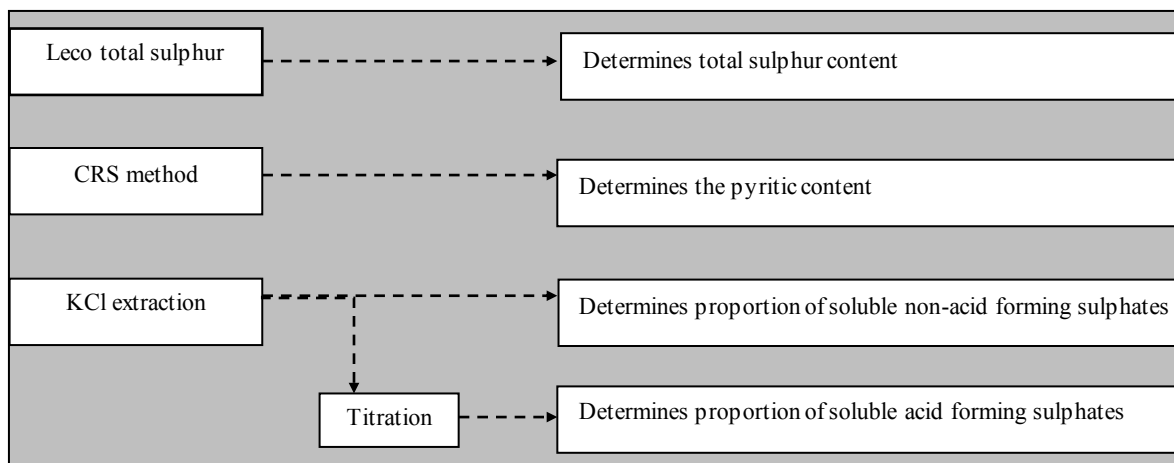 Leco total sulphur
Determines total sulphur content
CRS method
Determines the pyritic content
KCl extraction
Determines proportion of soluble non-acid forming sulphates
Titration
Determines proportion of soluble acid forming sulphates